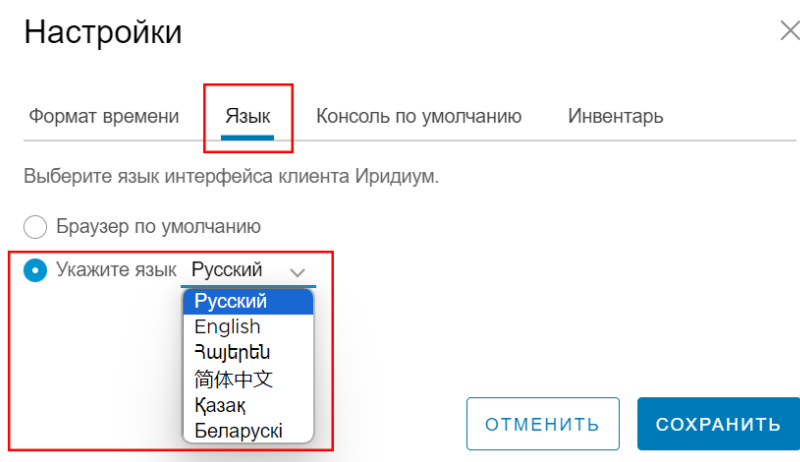 Настройки
Формат времени Язык Консоль по умолчанию Инвентарь
Выберите язык интерфейса клиента Иридиум.
Браузер по умолчанию
Укажите язык Русский
Русский
English
Հայերեն
简体中文
Қазақ
Беларускі
ОТМЕНИТЬ СОХРАНИТЬ